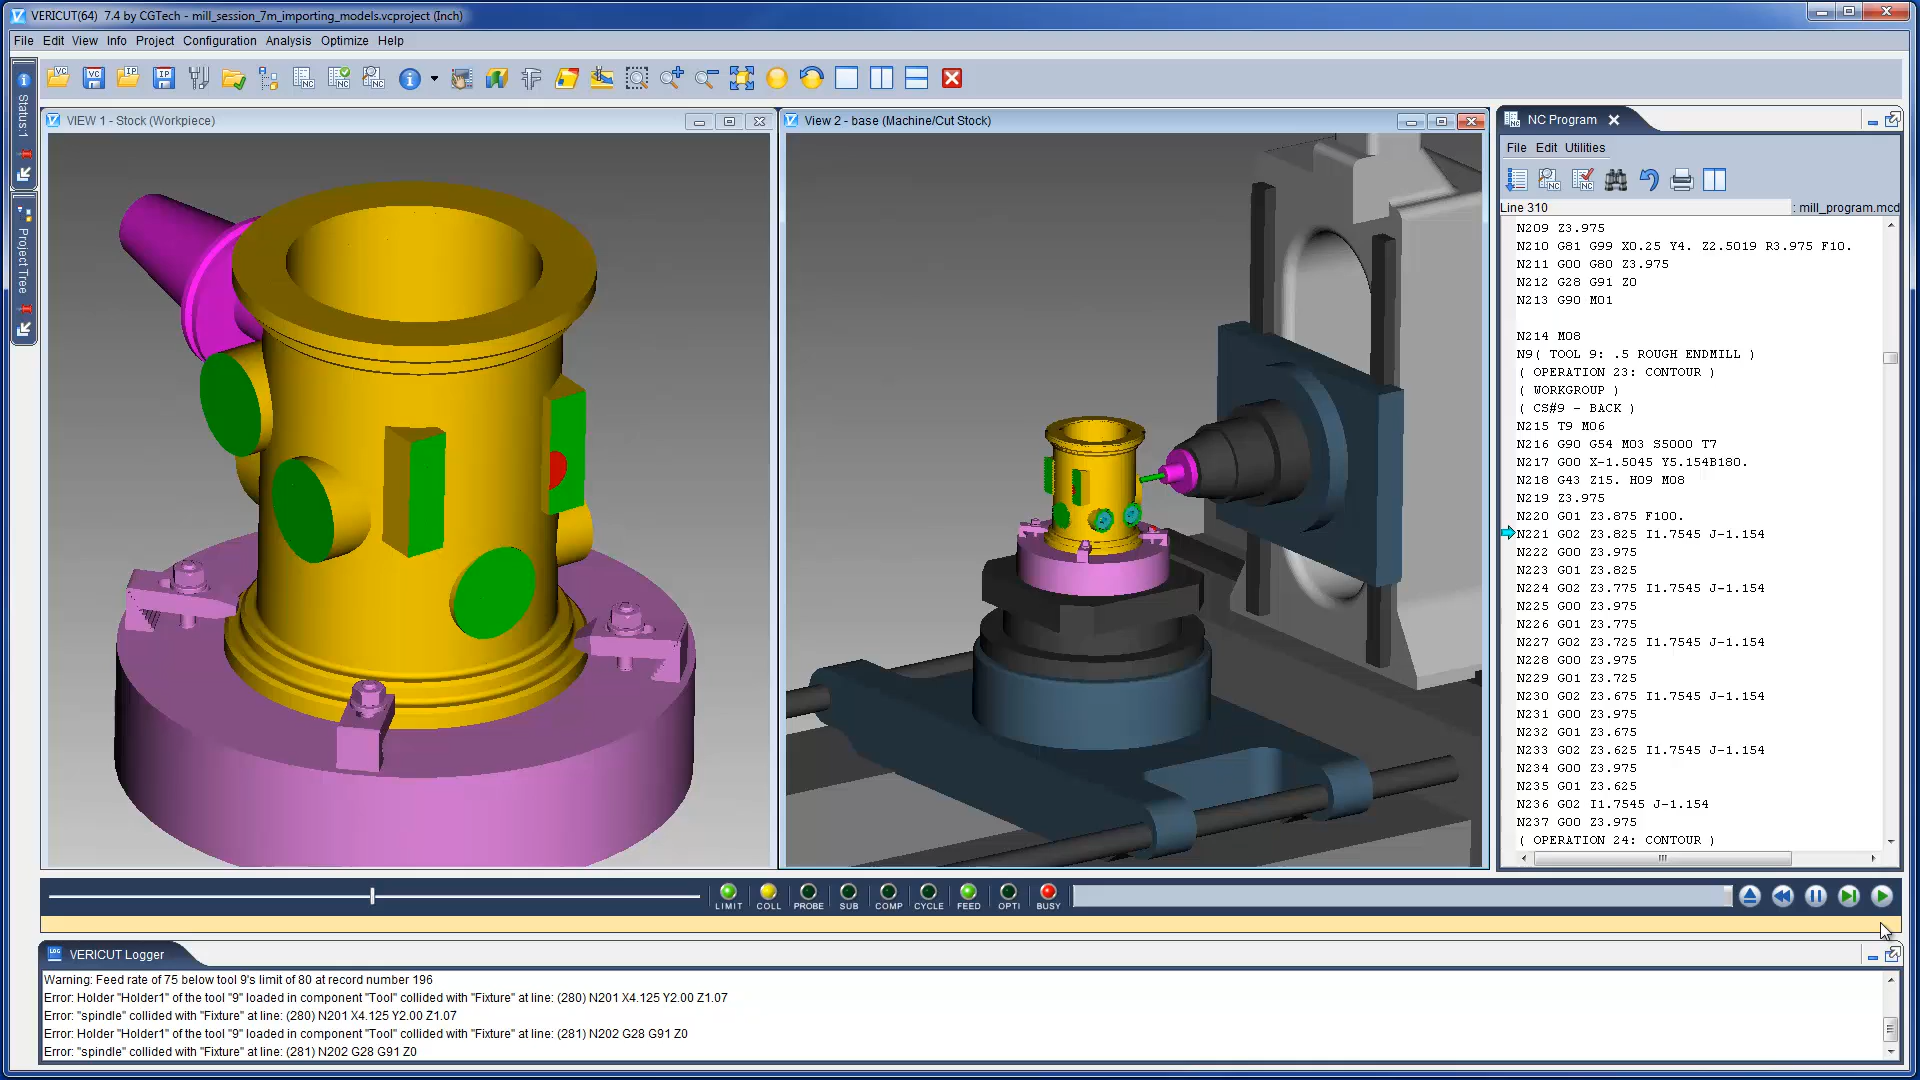 VERICUT(64) 7.4 by CGTech - mill_session_7m_importing_models.vcproject (Inch)
File Edit View Info Project Configuration Analysis Optimize Help
VC VC IP IP NC NC NC
Status:1
Project Tree
VIEW 1 - Stock (Workpiece)
View 2 - base (Machine/Cut Stock)
NC Program
File Edit Utilities
NC NC
Line 310 : mill_program.mcd
N209 Z3.975
N210 G81 G99 X0.25 Y4. Z2.5019 R3.975 F10.
N211 G00 G80 Z3.975
N212 G28 G91 Z0
N213 G90 M01
N214 M08
N9( TOOL 9: .5 ROUGH ENDMILL )
( OPERATION 23: CONTOUR )
( WORKGROUP )
( CS#9 - BACK )
N215 T9 M06
N216 G90 G54 M03 S5000 T7
N217 G00 X-1.5045 Y5.154B180.
N218 G43 Z15. H09 M08
N219 Z3.975
N220 G01 Z3.875 F100.
N221 G02 Z3.825 I1.7545 J-1.154
N222 G00 Z3.975
N223 G01 Z3.825
N224 G02 Z3.775 I1.7545 J-1.154
N225 G00 Z3.975
N226 G01 Z3.775
N227 G02 Z3.725 I1.7545 J-1.154
N228 G00 Z3.975
N229 G01 Z3.725
N230 G02 Z3.675 I1.7545 J-1.154
N231 G00 Z3.975
N232 G01 Z3.675
N233 G02 Z3.625 I1.7545 J-1.154
N234 G00 Z3.975
N235 G01 Z3.625
N236 G02 I1.7545 J-1.154
N237 G00 Z3.975
( OPERATION 24: CONTOUR )
LIMIT COLL PROBE SUB COMP CYCLE FEED OPTI BUSY
LOG VERICUT Logger
Warning: Feed rate of 75 below tool 9's limit of 80 at record number 196
Error: Holder "Holder1" of the tool "9" loaded in component "Tool" collided with "Fixture" at line: (280) N201 X4.125 Y2.00 Z1.07
Error: "spindle" collided with "Fixture" at line: (280) N201 X4.125 Y2.00 Z1.07
Error: Holder "Holder1" of the tool "9" loaded in component "Tool" collided with "Fixture" at line: (281) N202 G28 G91 Z0
Error: "spindle" collided with "Fixture" at line: (281) N202 G28 G91 Z0